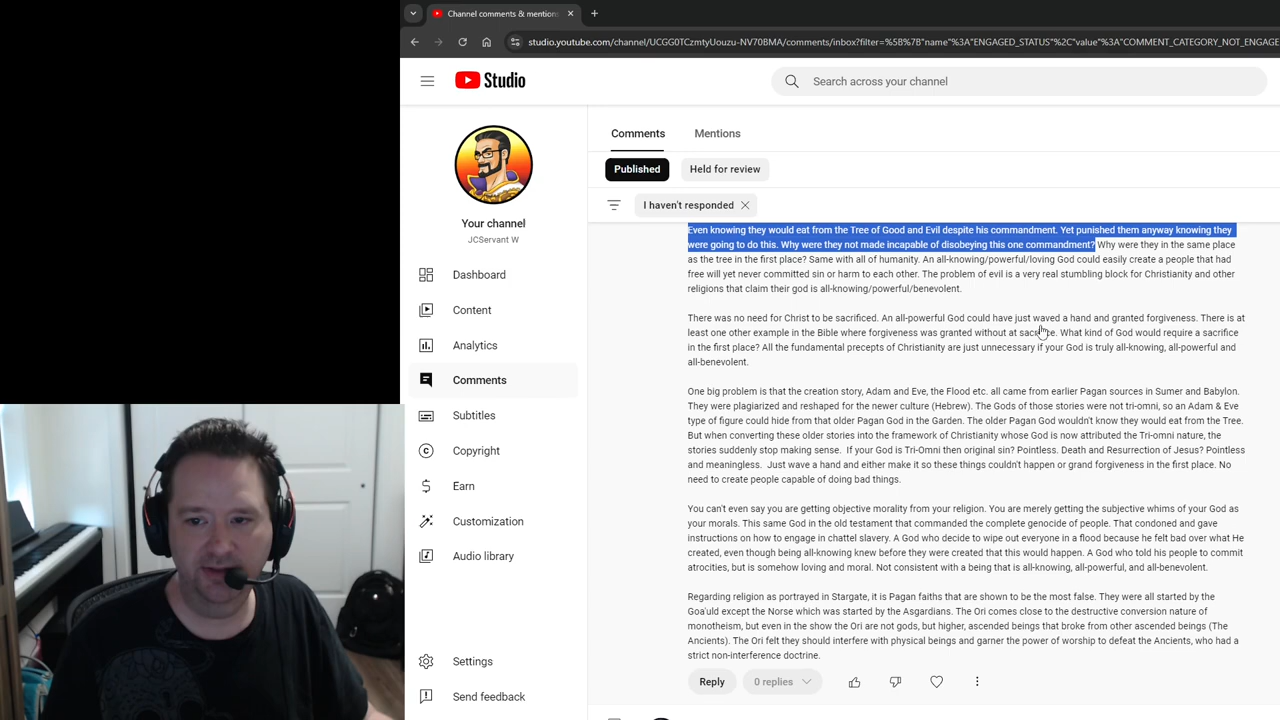 Channel comments & mention
studio.youtube.com/channel/UCGG0TCzmtyUouzu-NV70BMA/comments/inbox?filter=%5B%7B"name"%3A"ENGAGED_STATUS"%2C"value"%3A"COMMENT_CATEGORY_NOT_ENGAGE
Studio
Search across your channel
Your channel
JCServant W
Dashboard
Content
Analytics
Comments
Subtitles
Copyright
Earn
Customization
Audio library
Settings
Send feedback
Comments
Mentions
Published
Held for review
I haven't responded
Even knowing they would eat from the Tree of Good and Evil despite his commandment. Yet punished them anyway knowing they
were going to do this. Why were they not made incapable of disobeying this one commandment? Why were they in the same place
as the tree in the first place? Same with all of humanity. An all-knowing/powerful/loving God could easily create a people that had
free will yet never committed sin or harm to each other. The problem of evil is a very real stumbling block for Christianity and other
religions that claim their god is all-knowing/powerful/benevolent.
There was no need for Christ to be sacrificed. An all-powerful God could have just waved a hand and granted forgiveness. There is at
least one other example in the Bible where forgiveness was granted without at sacrifice. What kind of God would require a sacrifice
in the first place? All the fundamental precepts of Christianity are just unnecessary if your God is truly all-knowing, all-powerful and
all-benevolent.
One big problem is that the creation story, Adam and Eve, the Flood etc. all came from earlier Pagan sources in Sumer and Babylon.
They were plagiarized and reshaped for the newer culture (Hebrew). The Gods of those stories were not tri-omni, so an Adam & Eve
type of figure could hide from that older Pagan God in the Garden. The older Pagan God wouldn't know they would eat from the Tree.
But when converting these older stories into the framework of Christianity whose God is now attributed the Tri-omni nature, the
stories suddenly stop making sense. If your God is Tri-Omni then original sin? Pointless. Death and Resurrection of Jesus? Pointless
and meaningless. Just wave a hand and either make it so these things couldn't happen or grand forgiveness in the first place. No
need to create people capable of doing bad things.
You can't even say you are getting objective morality from your religion. You are merely getting the subjective whims of your God as
your morals. This same God in the old testament that commanded the complete genocide of people. That condoned and gave
instructions on how to engage in chattel slavery. A God who decide to wipe out everyone in a flood because he felt bad over what He
created, even though being all-knowing knew before they were created that this would happen. A God who told his people to commit
atrocities, but is somehow loving and moral. Not consistent with a being that is all-knowing, all-powerful, and all-benevolent.
Regarding religion as portrayed in Stargate, it is Pagan faiths that are shown to be the most false. They were all started by the
Goa'uld except the Norse which was started by the Asgardians. The Ori comes close to the destructive conversion nature of
monotheism, but even in the show the Ori are not gods, but higher, ascended beings that broke from other ascended beings (The
Ancients). The Ori felt they should interfere with physical beings and garner the power of worship to defeat the Ancients, who had a
strict non-interference doctrine.
Reply
0 replies